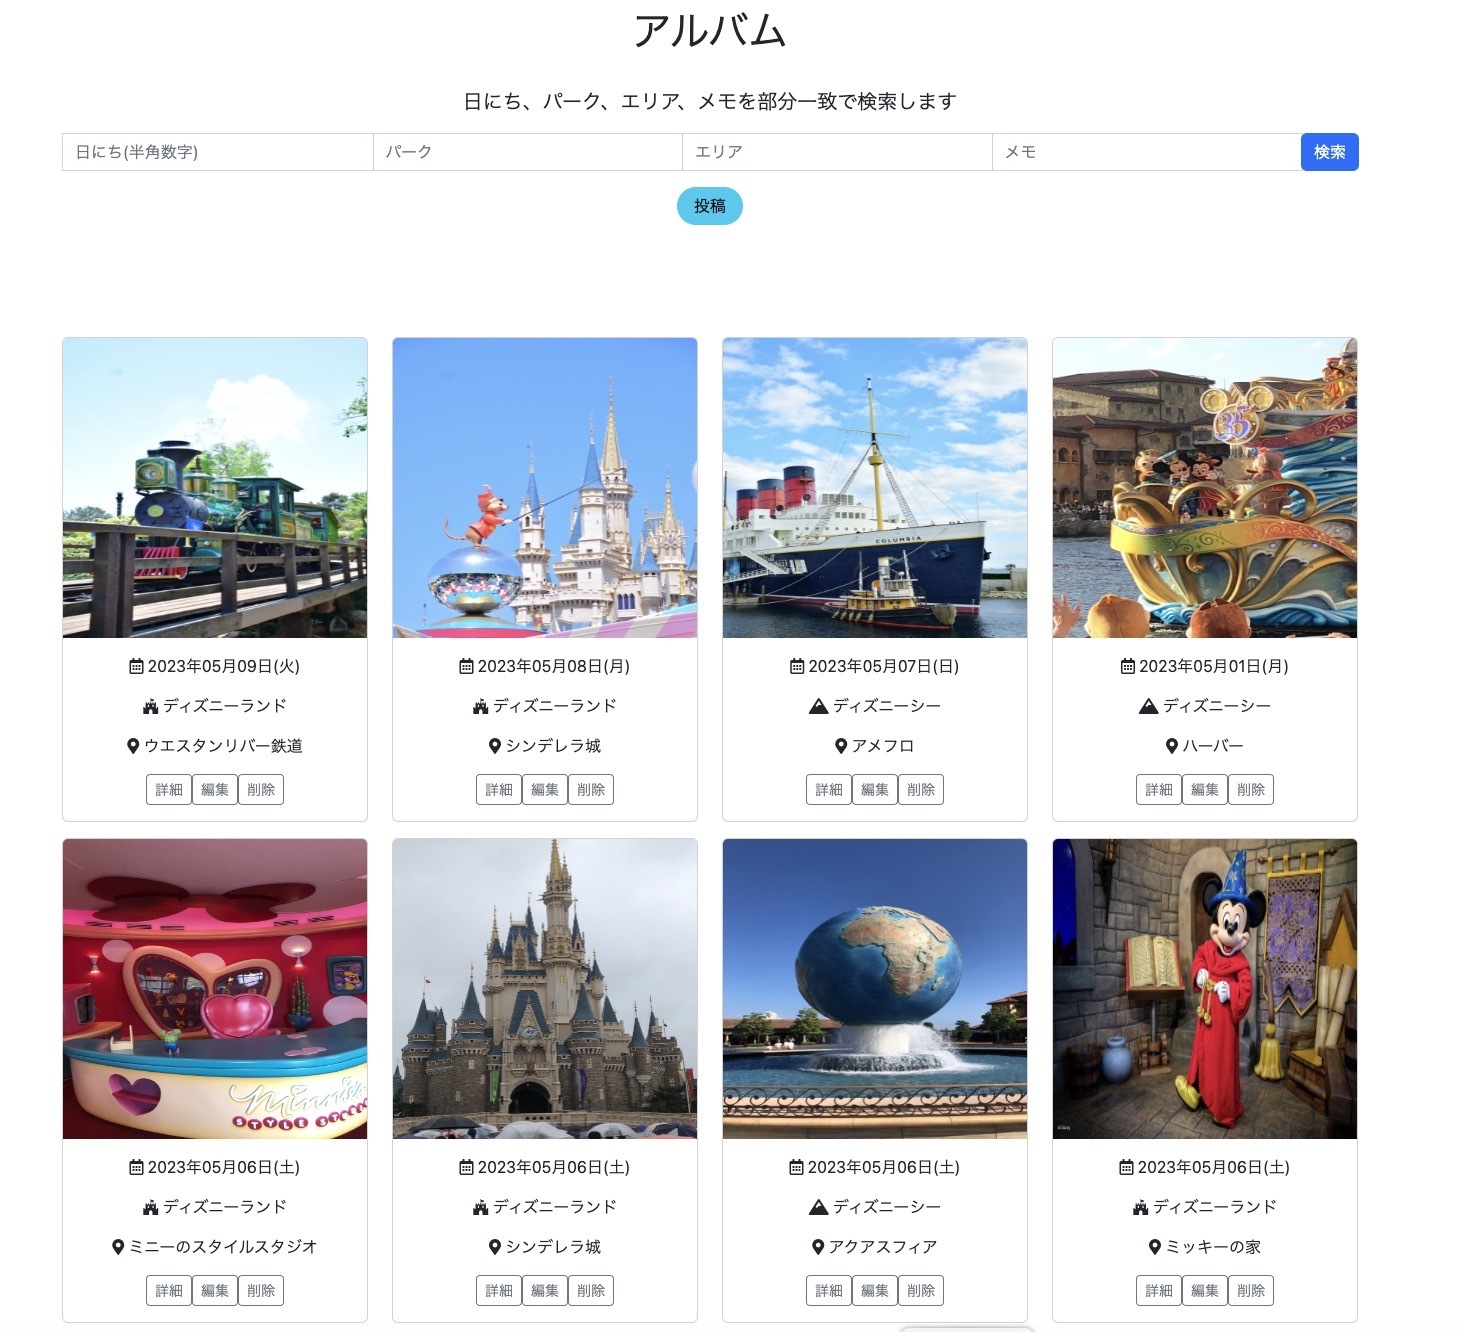 アルバム
日にち、パーク、エリア、メモを部分一致で検索します
日にち(半角数字) パーク エリア メモ 検索
投稿
COLUMBIA
35
2023年05月09日(火) 2023年05月08日(月) 2023年05月07日(日) 2023年05月01日(月)
ディズニーランド ディズニーランド ディズニーシー ディズニーシー
ウエスタンリバー鉄道 シンデレラ城 アメフロ ハーバー
詳細 編集 削除 詳細 編集 削除 詳細 編集 削除 詳細 編集 削除
Minnie's
STYLE STUDIO
2023年05月06日(土) 2023年05月06日(土) 2023年05月06日(土) 2023年05月06日(土)
ディズニーランド ディズニーランド ディズニーシー ディズニーランド
ミニーのスタイルスタジオ シンデレラ城 アクアスフィア ミッキーの家
詳細 編集 削除 詳細 編集 削除 詳細 編集 削除 詳細 編集 削除